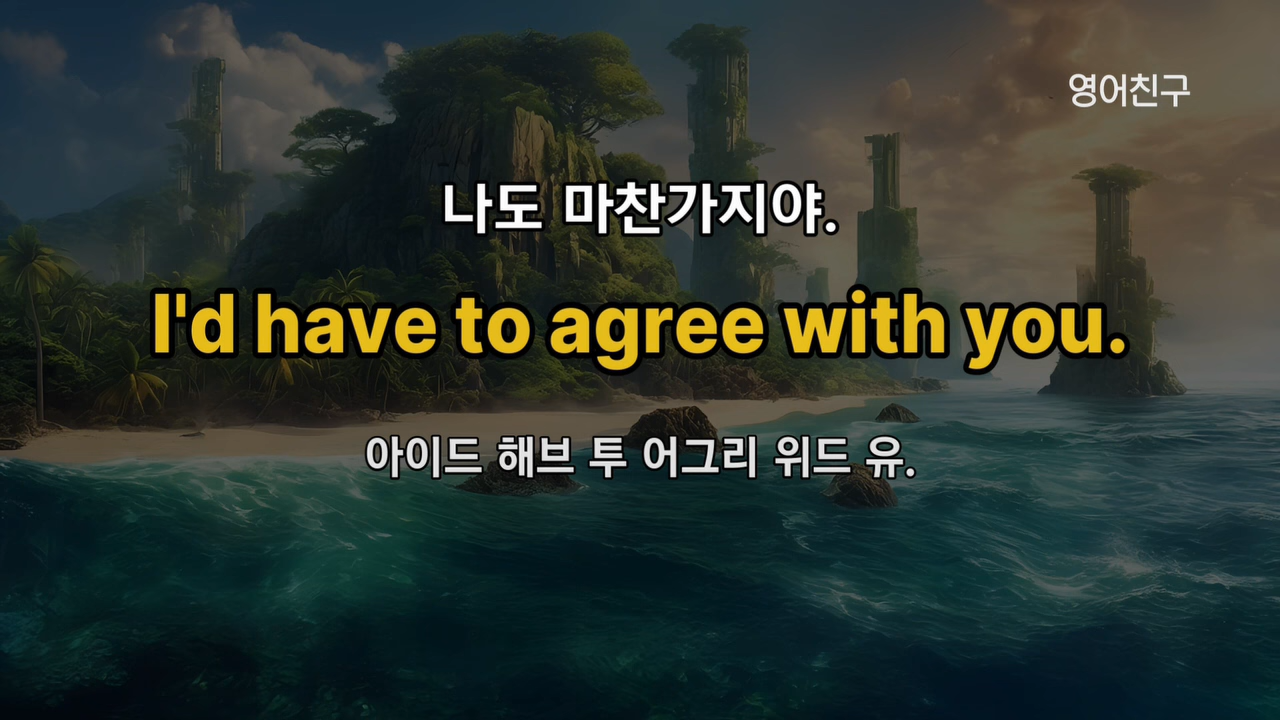 영어친구
나도 마찬가지야.
I'd have to agree with you.
아이드 해브 투 어그리 위드 유.